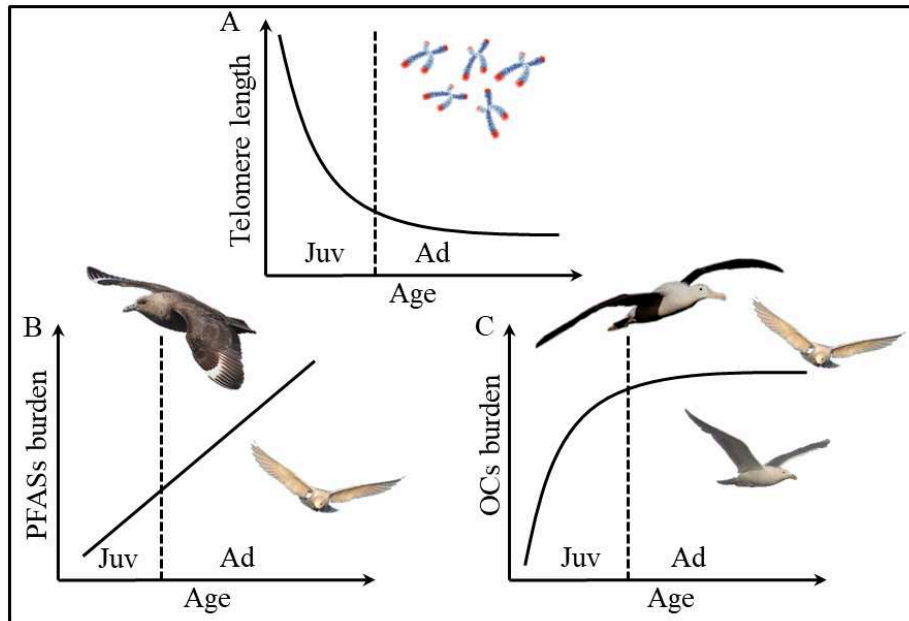 A
Telomere length
Juv
Ad
Age
B
PFASs burden
Juv
Ad
Age
C
OCs burden
Juv
Ad
Age